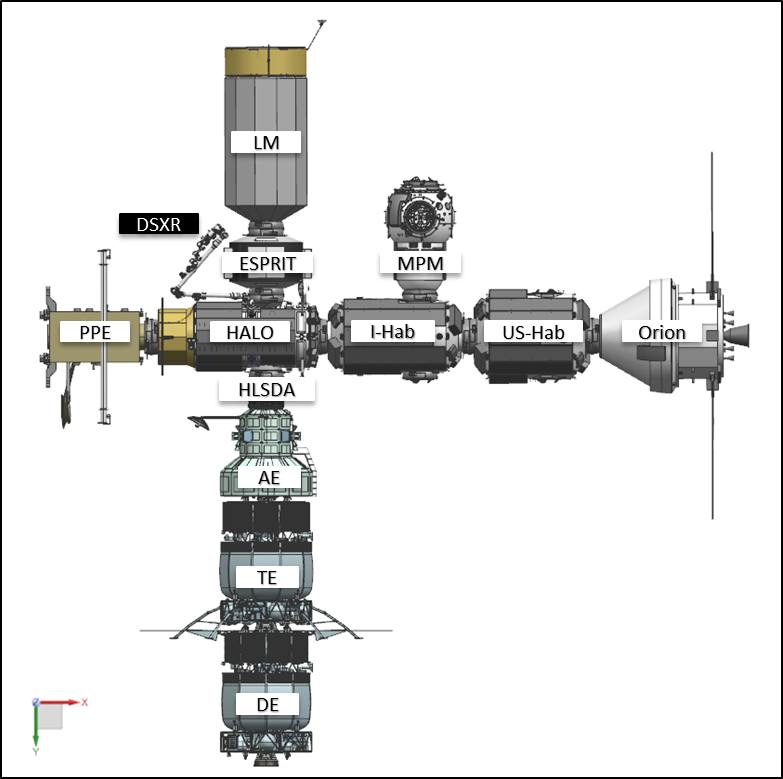 LM
DSXR
ESPRIT
MPM
PPE
HALO
I-Hab
US-Hab
Orion
HLSDA
AE
TE
DE
X
Y